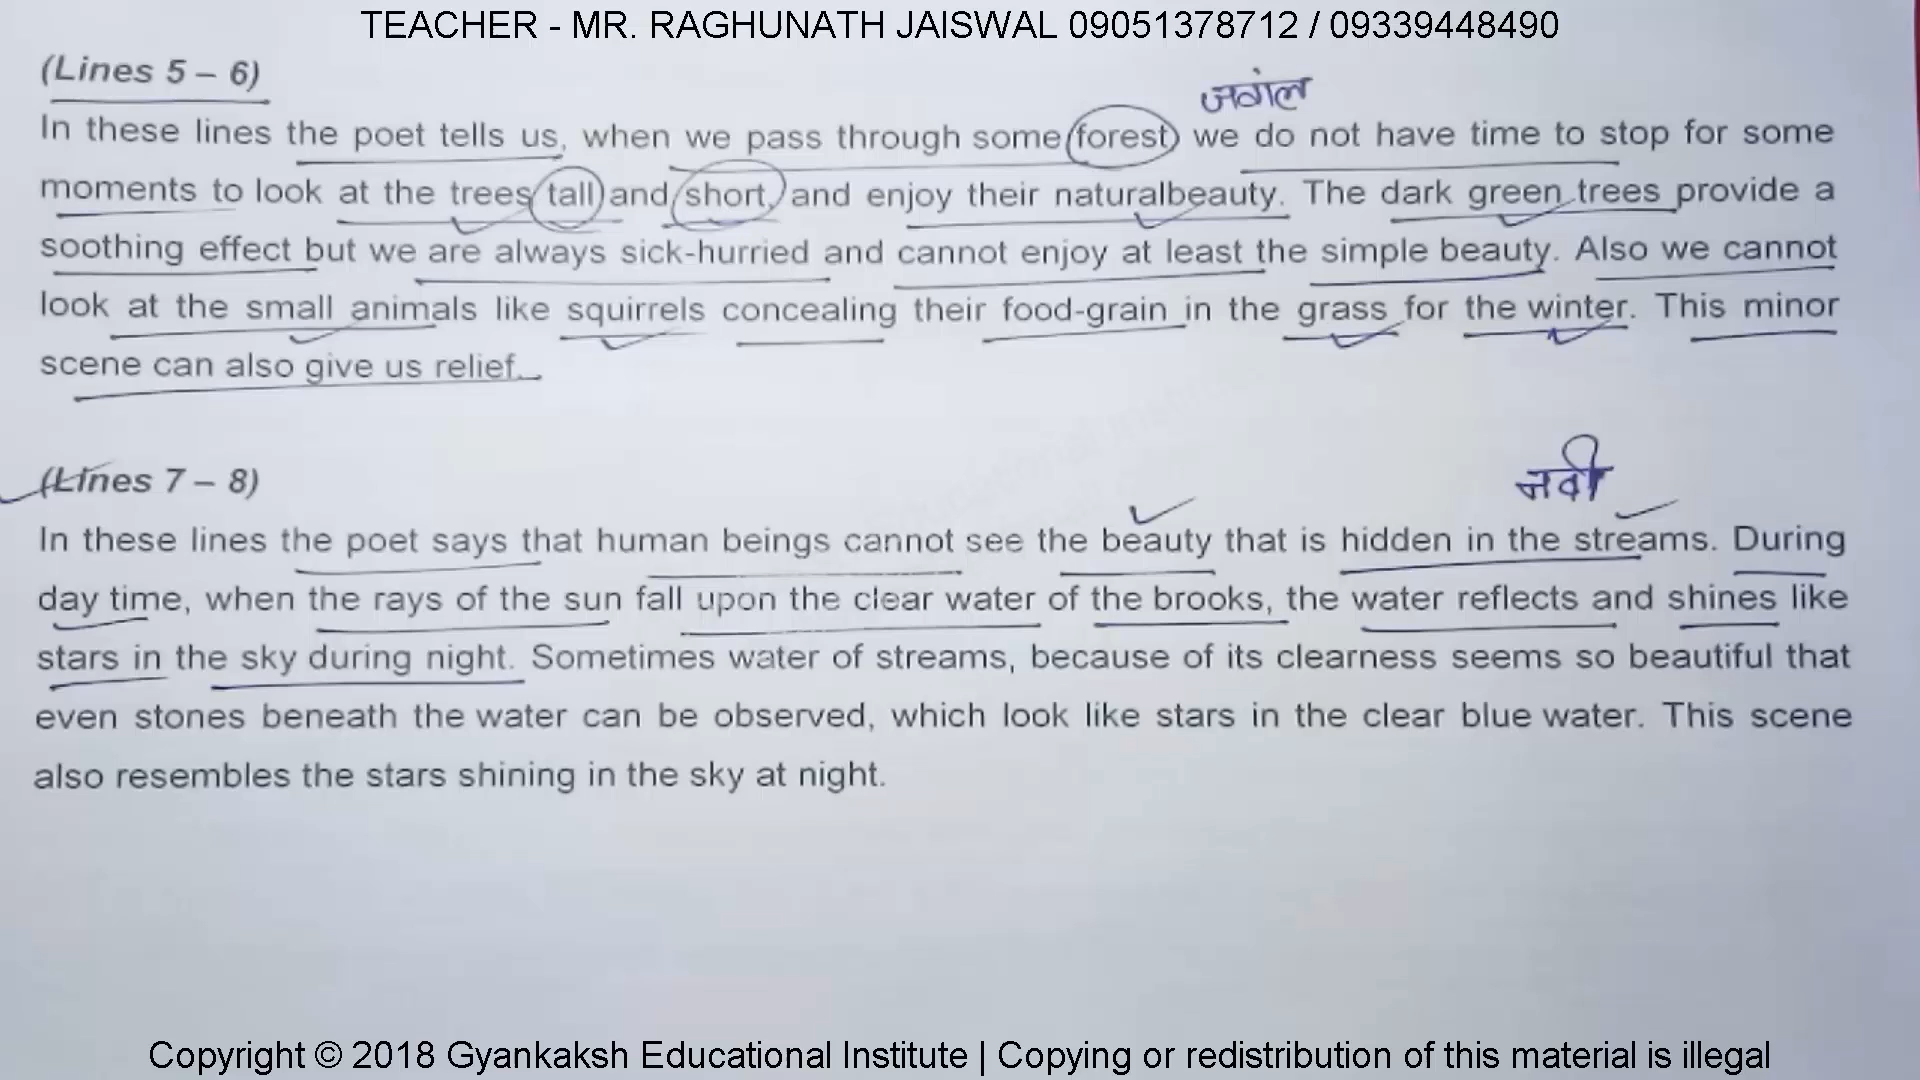 TEACHER - MR. RAGHUNATH JAISWAL 09051378712 / 09339448490
(Lines 5 – 6)
जंगल
In these lines the poet tells us, when we pass through some forest we do not have time to stop for some
moments to look at the trees tall and short, and enjoy their naturalbeauty. The dark green trees provide a
soothing effect but we are always sick-hurried and cannot enjoy at least the simple beauty. Also we cannot
look at the small animals like squirrels concealing their food-grain in the grass for the winter. This minor
scene can also give us relief.
(Lines 7 – 8)
नदी
In these lines the poet says that human beings cannot see the beauty that is hidden in the streams. During
day time, when the rays of the sun fall upon the clear water of the brooks, the water reflects and shines like
stars in the sky during night. Sometimes water of streams, because of its clearness seems so beautiful that
even stones beneath the water can be observed, which look like stars in the clear blue water. This scene
also resembles the stars shining in the sky at night.
Copyright © 2018 Gyankaksh Educational Institute | Copying or redistribution of this material is illegal